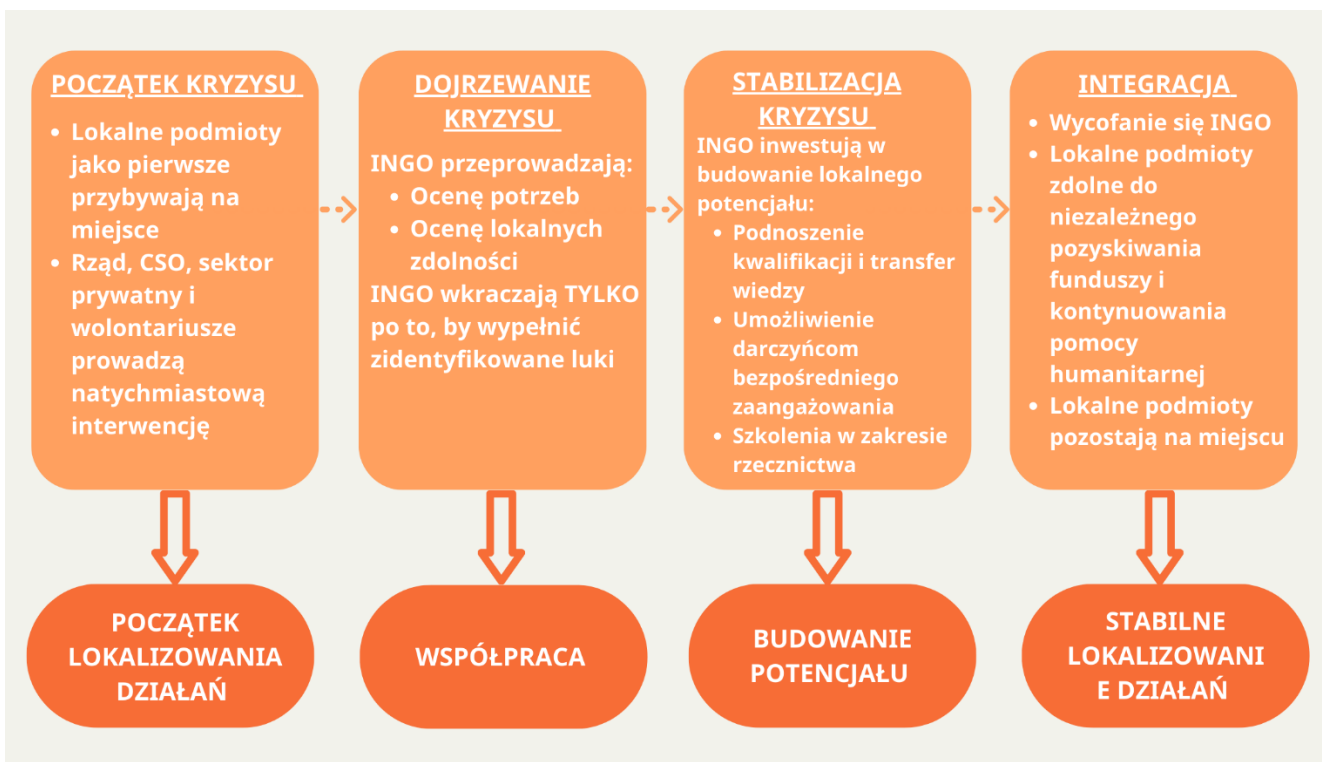 POCZĄTEK KRYZYSU
• Lokalne podmioty
jako pierwsze
przybywają na
miejsce
• Rząd, CSO, sektor
prywatny i
wolontariusze
prowadzą
natychmiastową
interwencję
DOJRZEWANIE
KRYZYSU
INGO przeprowadzają:
• Ocenę potrzeb
• Ocenę lokalnych
zdolności
INGO wkraczają TYLKO
po to, by wypełnić
zidentyfikowane luki
STABILIZACJA
KRYZYSU
INGO inwestują w
budowanie lokalnego
potencjału:
• Podnoszenie
kwalifikacji i transfer
wiedzy
• Umożliwienie
darczyńcom
bezpośredniego
zaangażowania
• Szkolenia w zakresie
rzecznictwa
INTEGRACJA
• Wycofanie się INGO
• Lokalne podmioty
zdolne do
niezależnego
pozyskiwania
funduszy i
kontynuowania
pomocy
humanitarnej
• Lokalne podmioty
pozostają na miejscu
POCZĄTEK
LOKALIZOWANIA
DZIAŁAŃ
WSPÓŁPRACA
BUDOWANIE
POTENCJAŁU
STABILNE
LOKALIZOWANI
E DZIAŁAŃ